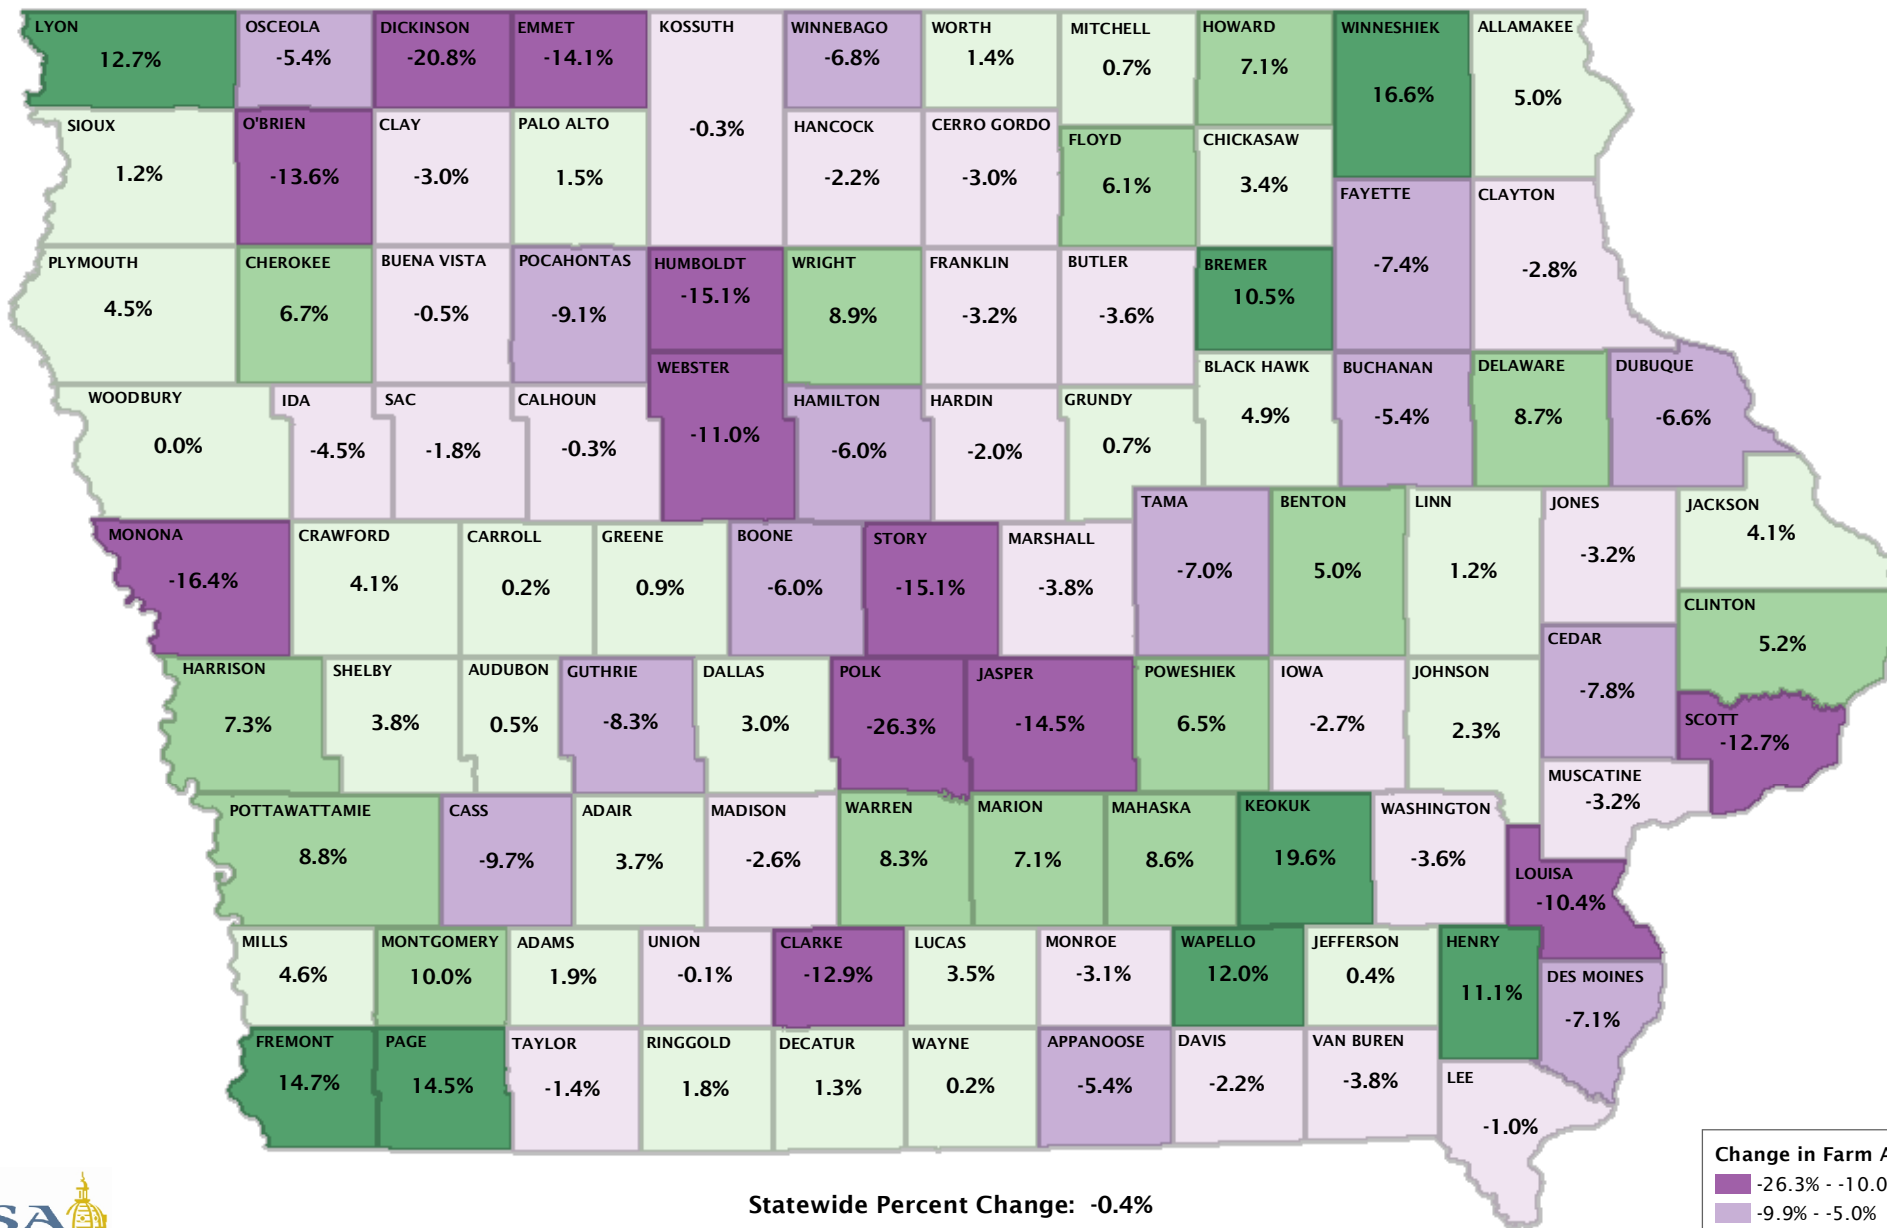 LYON
12.7%
OSCEOLA
-5.4%
DICKINSON
-20.8%
EMMET
-14.1%
KOSSUTH
-0.3%
WINNEBAGO
-6.8%
WORTH
1.4%
MITCHELL
0.7%
HOWARD
7.1%
WINNESHIEK
16.6%
ALLAMAKEE
5.0%
SIOUX
1.2%
O'BRIEN
-13.6%
CLAY
-3.0%
PALO ALTO
1.5%
HANCOCK
-2.2%
CERRO GORDO
-3.0%
FLOYD
6.1%
CHICKASAW
3.4%
FAYETTE
-7.4%
CLAYTON
-2.8%
PLYMOUTH
4.5%
CHEROKEE
6.7%
BUENA VISTA
-0.5%
POCAHONTAS
-9.1%
HUMBOLDT
-15.1%
WRIGHT
8.9%
FRANKLIN
-3.2%
BUTLER
-3.6%
BREMER
10.5%
WEBSTER
-11.0%
BLACK HAWK
4.9%
BUCHANAN
-5.4%
DELAWARE
8.7%
DUBUQUE
-6.6%
WOODBURY
0.0%
IDA
-4.5%
SAC
-1.8%
CALHOUN
-0.3%
HAMILTON
-6.0%
HARDIN
-2.0%
GRUNDY
0.7%
TAMA
-7.0%
BENTON
5.0%
LINN
1.2%
JONES
-3.2%
JACKSON
4.1%
MONONA
-16.4%
CRAWFORD
4.1%
CARROLL
0.2%
GREENE
0.9%
BOONE
-6.0%
STORY
-15.1%
MARSHALL
-3.8%
CLINTON
5.2%
CEDAR
-7.8%
HARRISON
7.3%
SHELBY
3.8%
AUDUBON
0.5%
GUTHRIE
-8.3%
DALLAS
3.0%
POLK
-26.3%
JASPER
-14.5%
POWESHIEK
6.5%
IOWA
-2.7%
JOHNSON
2.3%
SCOTT
-12.7%
MUSCATINE
-3.2%
POTTAWATTAMIE
8.8%
CASS
-9.7%
ADAIR
3.7%
MADISON
-2.6%
WARREN
8.3%
MARION
7.1%
MAHASKA
8.6%
KEOKUK
19.6%
WASHINGTON
-3.6%
LOUISA
-10.4%
MILLS
4.6%
MONTGOMERY
10.0%
ADAMS
1.9%
UNION
-0.1%
CLARKE
-12.9%
LUCAS
3.5%
MONROE
-3.1%
WAPELLO
12.0%
JEFFERSON
0.4%
HENRY
11.1%
DES MOINES
-7.1%
FREMONT
14.7%
PAGE
14.5%
TAYLOR
-1.4%
RINGGOLD
1.8%
DECATUR
1.3%
WAYNE
0.2%
APPANOOSE
-5.4%
DAVIS
-2.2%
VAN BUREN
-3.8%
LEE
-1.0%
Statewide Percent Change: -0.4%
Change in Farm A
-26.3% - -10.0
-9.9% - -5.0%
SA